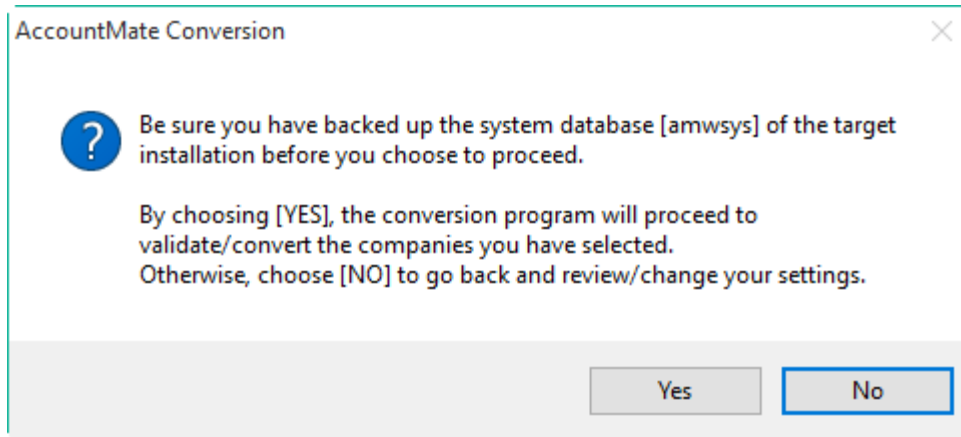 AccountMate Conversion
Be sure you have backed up the system database [amwsys] of the target
installation before you choose to proceed.
By choosing [YES], the conversion program will proceed to
validate/convert the companies you have selected.
Otherwise, choose [NO] to go back and review/change your settings.
Yes
No